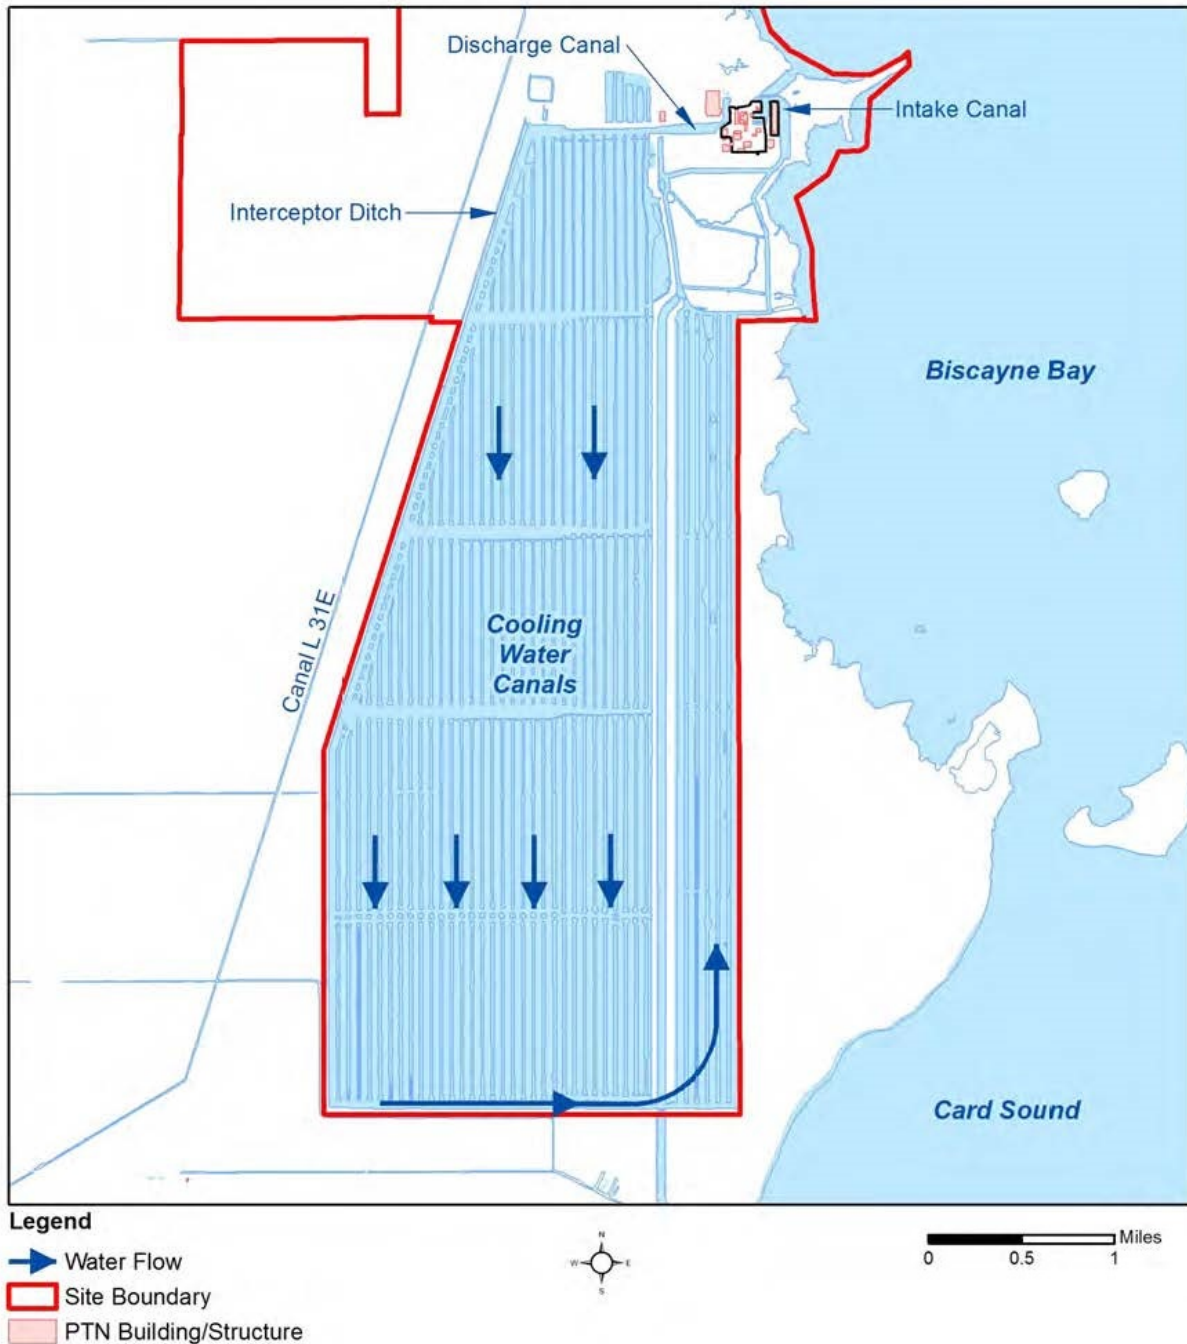 Discharge Canal
Intake Canal
Interceptor Ditch
Biscayne Bay
Canal L 31E
Cooling
Water
Canals
Card Sound
Legend
Water Flow
Site Boundary
PTN Building/Structure
N
W
E
S
Miles
0
0.5
1